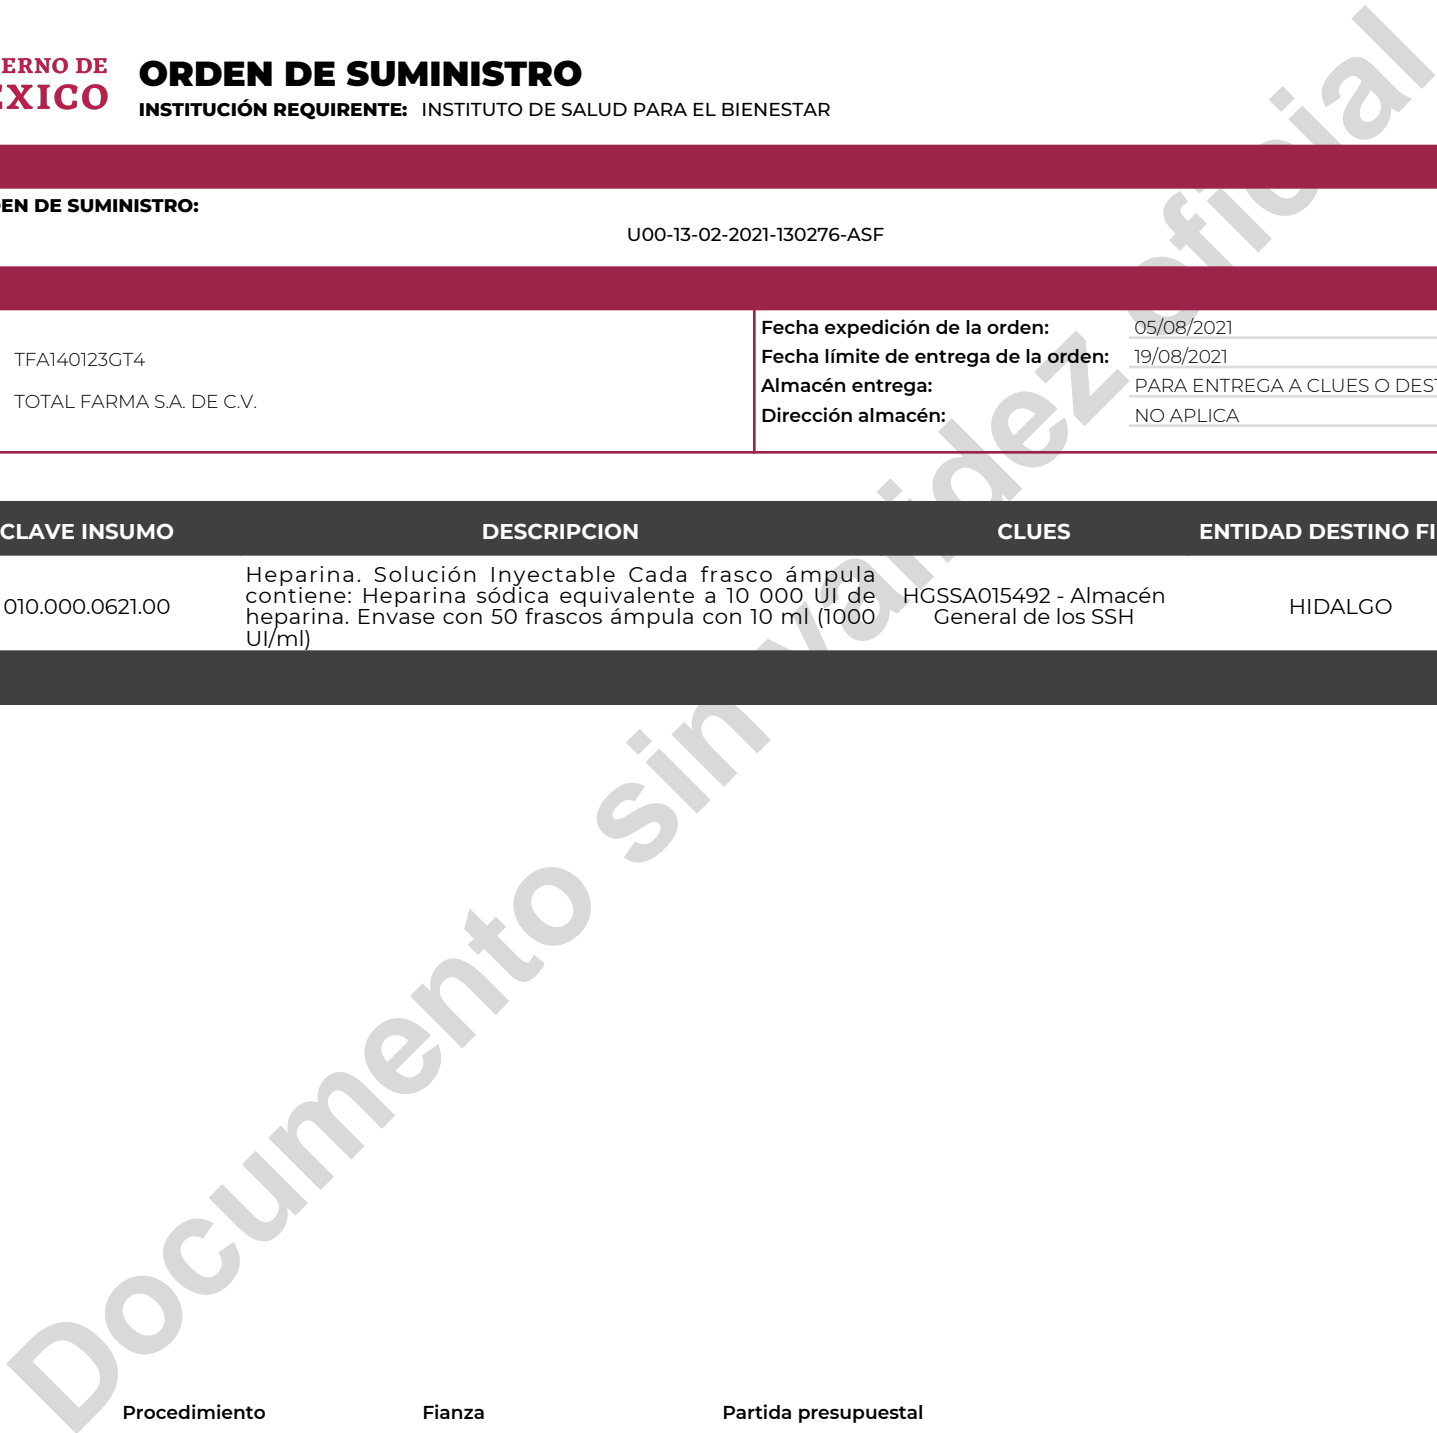 ERNO DE
EXICO
ORDEN DE SUMINISTRO
INSTITUCIÓN REQUIRENTE: INSTITUTO DE SALUD PARA EL BIENESTAR
EN DE SUMINISTRO:
U00-13-02-2021-130276-ASF
TFA140123GT4
TOTAL FARMA S.A. DE C.V.
Fecha expedición de la orden: 05/08/2021
Fecha límite de entrega de la orden: 19/08/2021
Almacén entrega: PARA ENTREGA A CLUES O DEST
Dirección almacén: NO APLICA
CLAVE INSUMO DESCRIPCION CLUES ENTIDAD DESTINO FI
010.000.0621.00
Heparina. Solución Inyectable Cada frasco ámpula
contiene: Heparina sódica equivalente a 10 000 UI de
heparina. Envase con 50 frascos ámpula con 10 ml (1000
UI/ml)
HGSSA015492 - Almacén
General de los SSH
HIDALGO
Documento sin validez oficial
Procedimiento Fianza Partida presupuestal